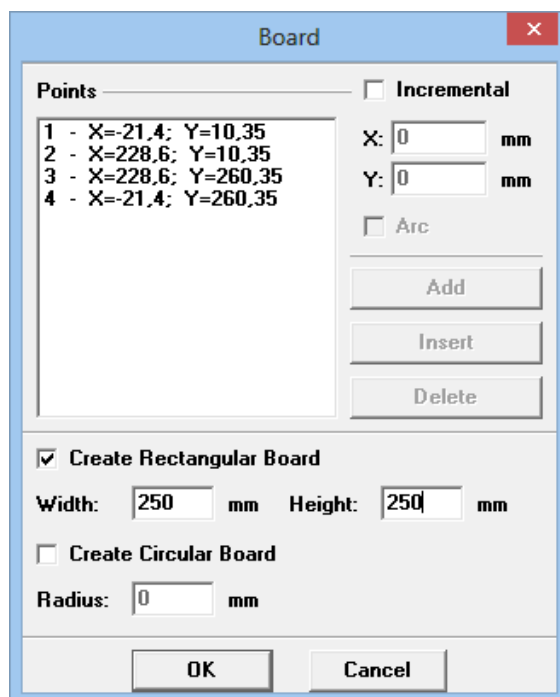 Board
Points
Incremental
1 - X=-21,4; Y=10,35
2 - X=228,6; Y=10,35
3 - X=228,6; Y=260,35
4 - X=-21,4; Y=260,35
X: 0 mm
Y: 0 mm
Arc
Add
Insert
Delete
Create Rectangular Board
Width: 250 mm Height: 250 mm
Create Circular Board
Radius: 0 mm
OK Cancel